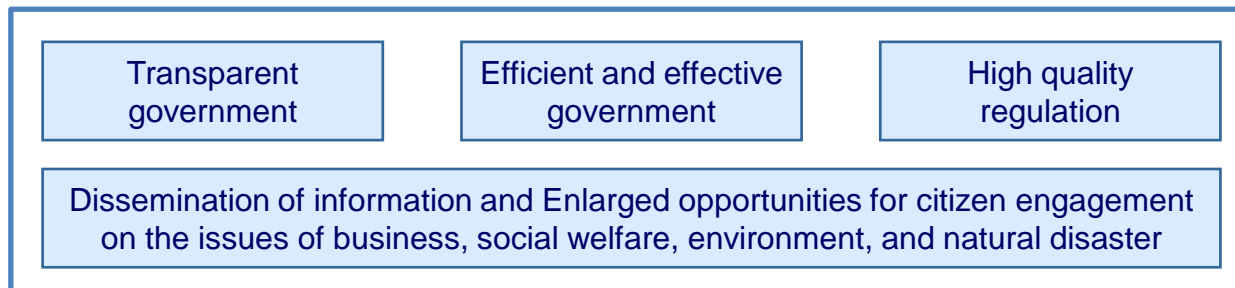 Transparent
government
Efficient and effective
government
High quality
regulation
Dissemination of information and Enlarged opportunities for citizen engagement
on the issues of business, social welfare, environment, and natural disaster